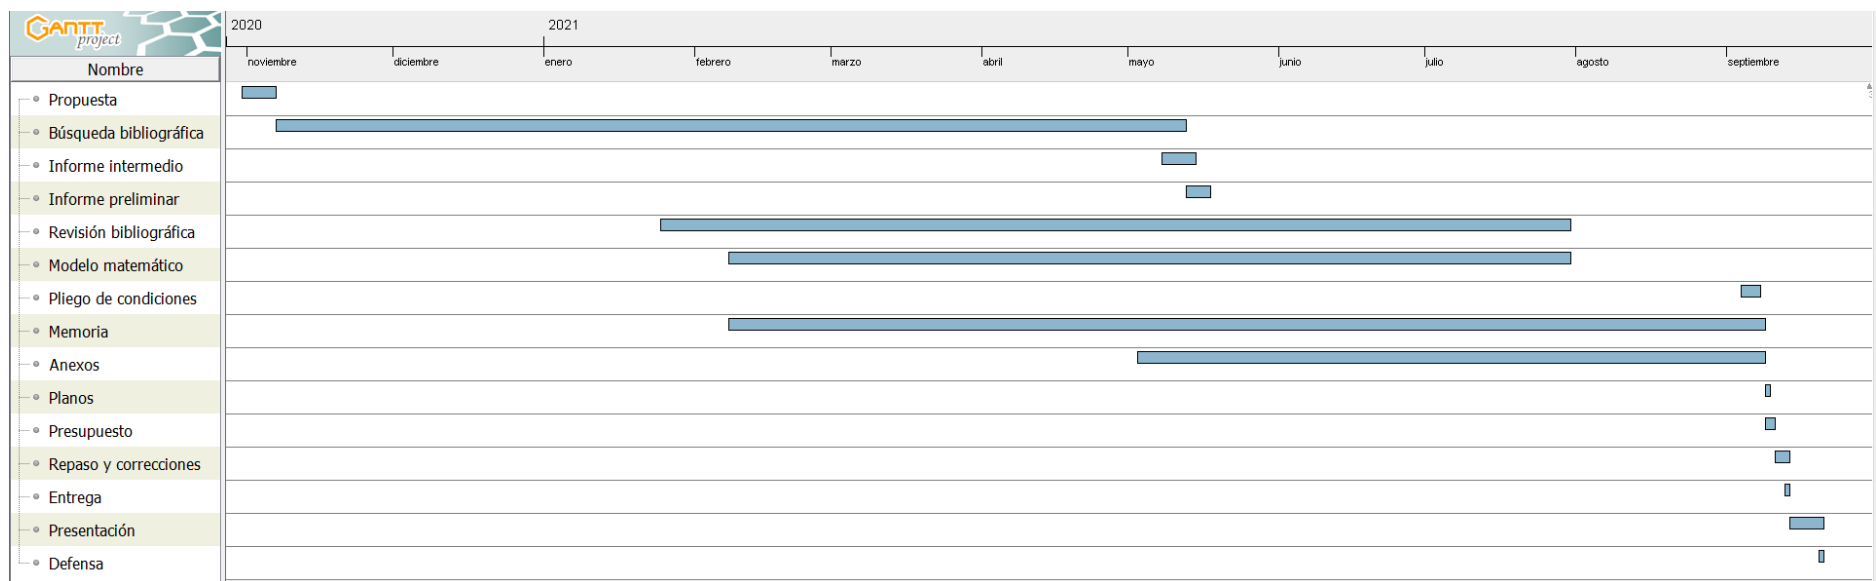 GANTT
project
2020 2021
Nombre
noviembre diciembre enero febrero marzo abril mayo junio julio agosto septiembre
Propuesta
Búsqueda bibliográfica
Informe intermedio
Informe preliminar
Revisión bibliográfica
Modelo matemático
Pliego de condiciones
Memoria
Anexos
Planos
Presupuesto
Repaso y correcciones
Entrega
Presentación
Defensa